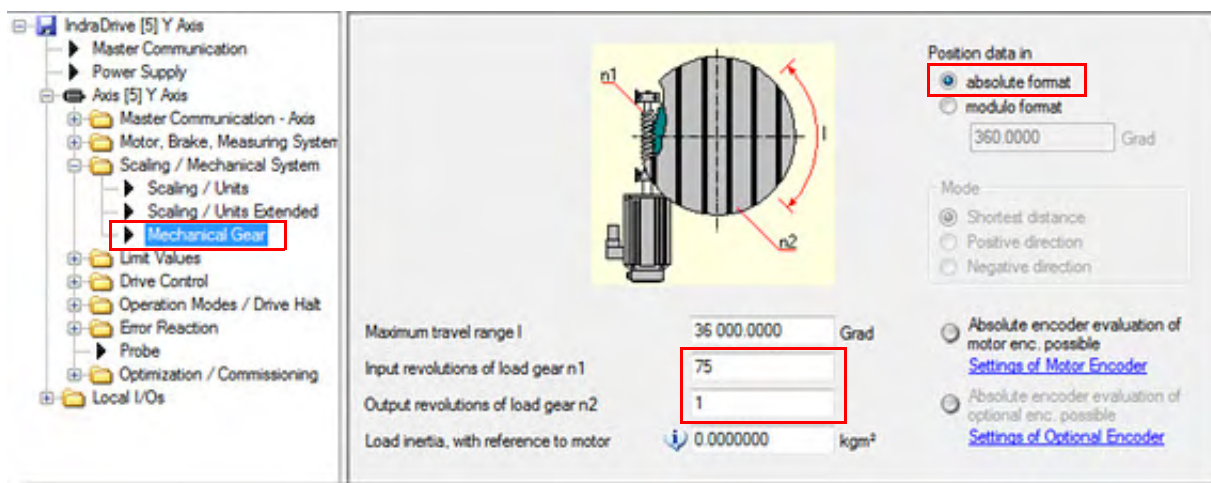 IndraDrive [5] Y Axis
Master Communication
Power Supply
Axis [5] Y Axis
Master Communication - Axis
Motor, Brake, Measuring System
Scaling / Mechanical System
Scaling / Units
Scaling / Units Extended
Mechanical Gear
Limit Values
Drive Control
Operation Modes / Drive Halt
Error Reaction
Probe
Optimization / Commissioning
Local I/Os
n1
l
n2
Position data in
absolute format
modulo format
360.0000 Grad
Mode
Shortest distance
Positive direction
Negative direction
Maximum travel range l 36 000.0000 Grad
Input revolutions of load gear n1 75
Output revolutions of load gear n2 1
Load inertia, with reference to motor 0.0000000 kgm²
Absolute encoder evaluation of
motor enc. possible
Settings of Motor Encoder
Absolute encoder evaluation of
optional enc. possible
Settings of Optional Encoder